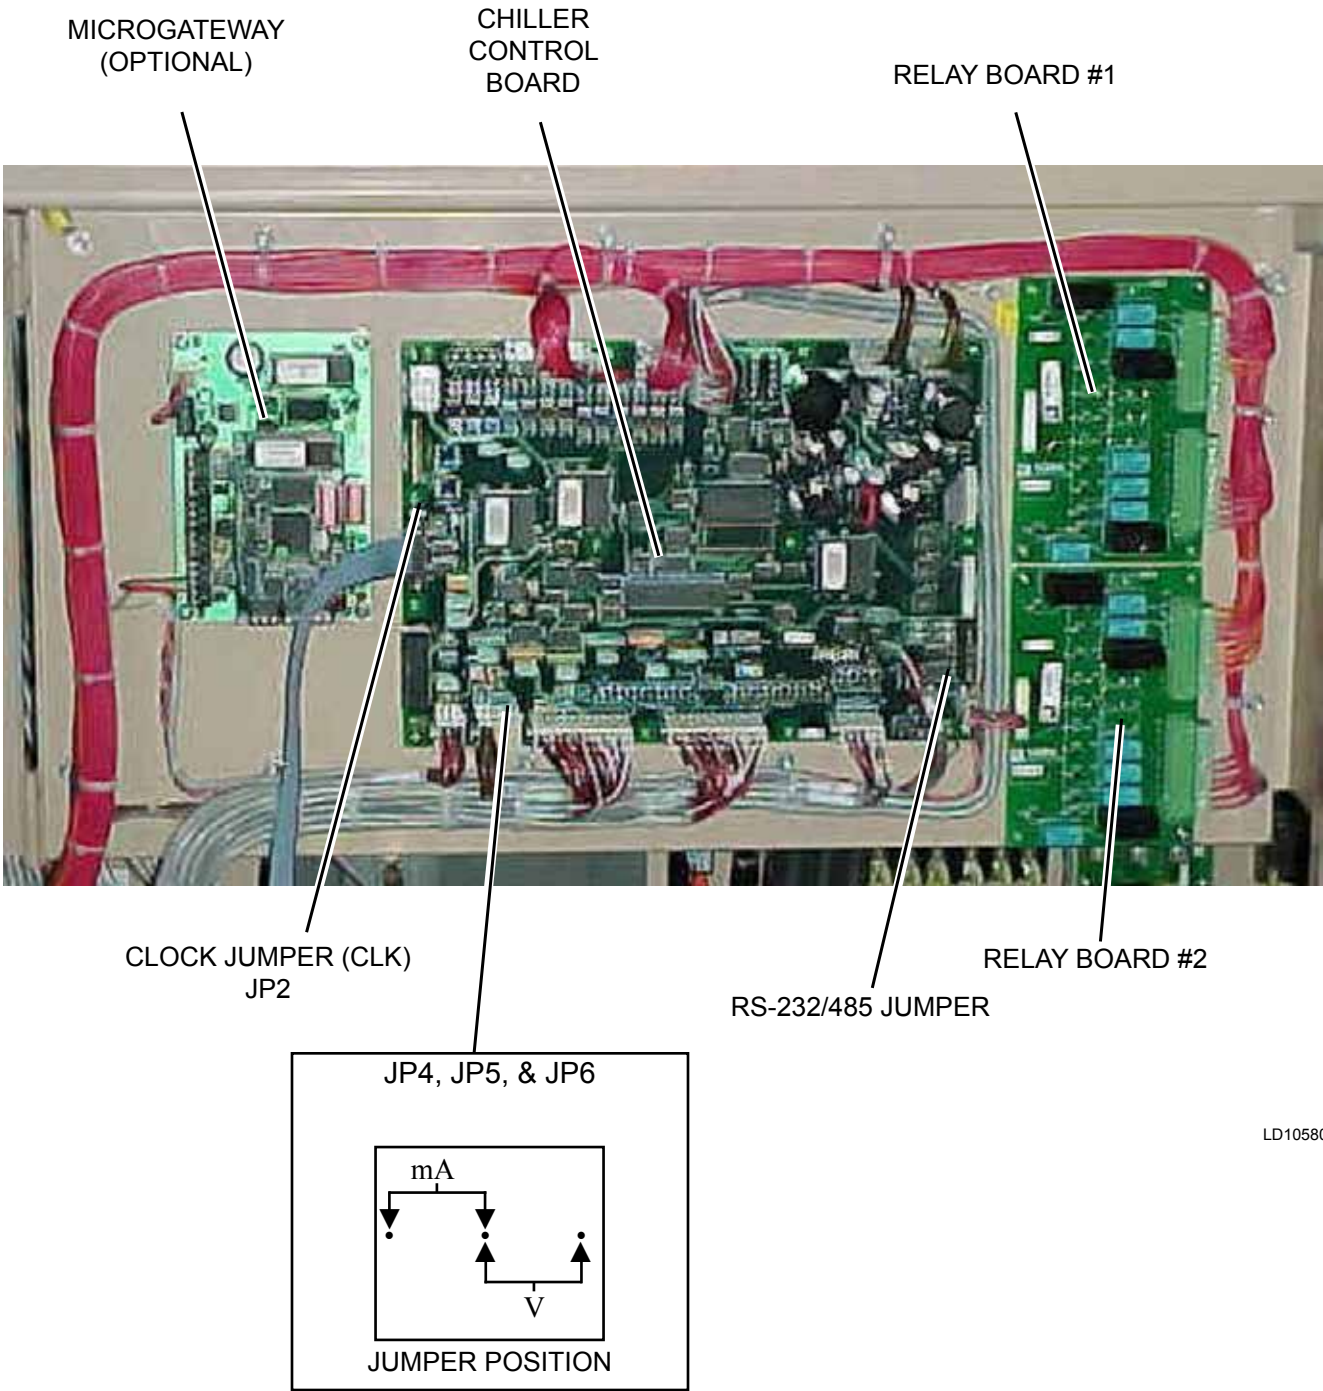 MICROGATEWAY
(OPTIONAL)
CHILLER
CONTROL
BOARD
RELAY BOARD #1
CLOCK JUMPER (CLK)
JP2
RS-232/485 JUMPER
RELAY BOARD #2
JP4, JP5, & JP6
mA
V
JUMPER POSITION
LD10580